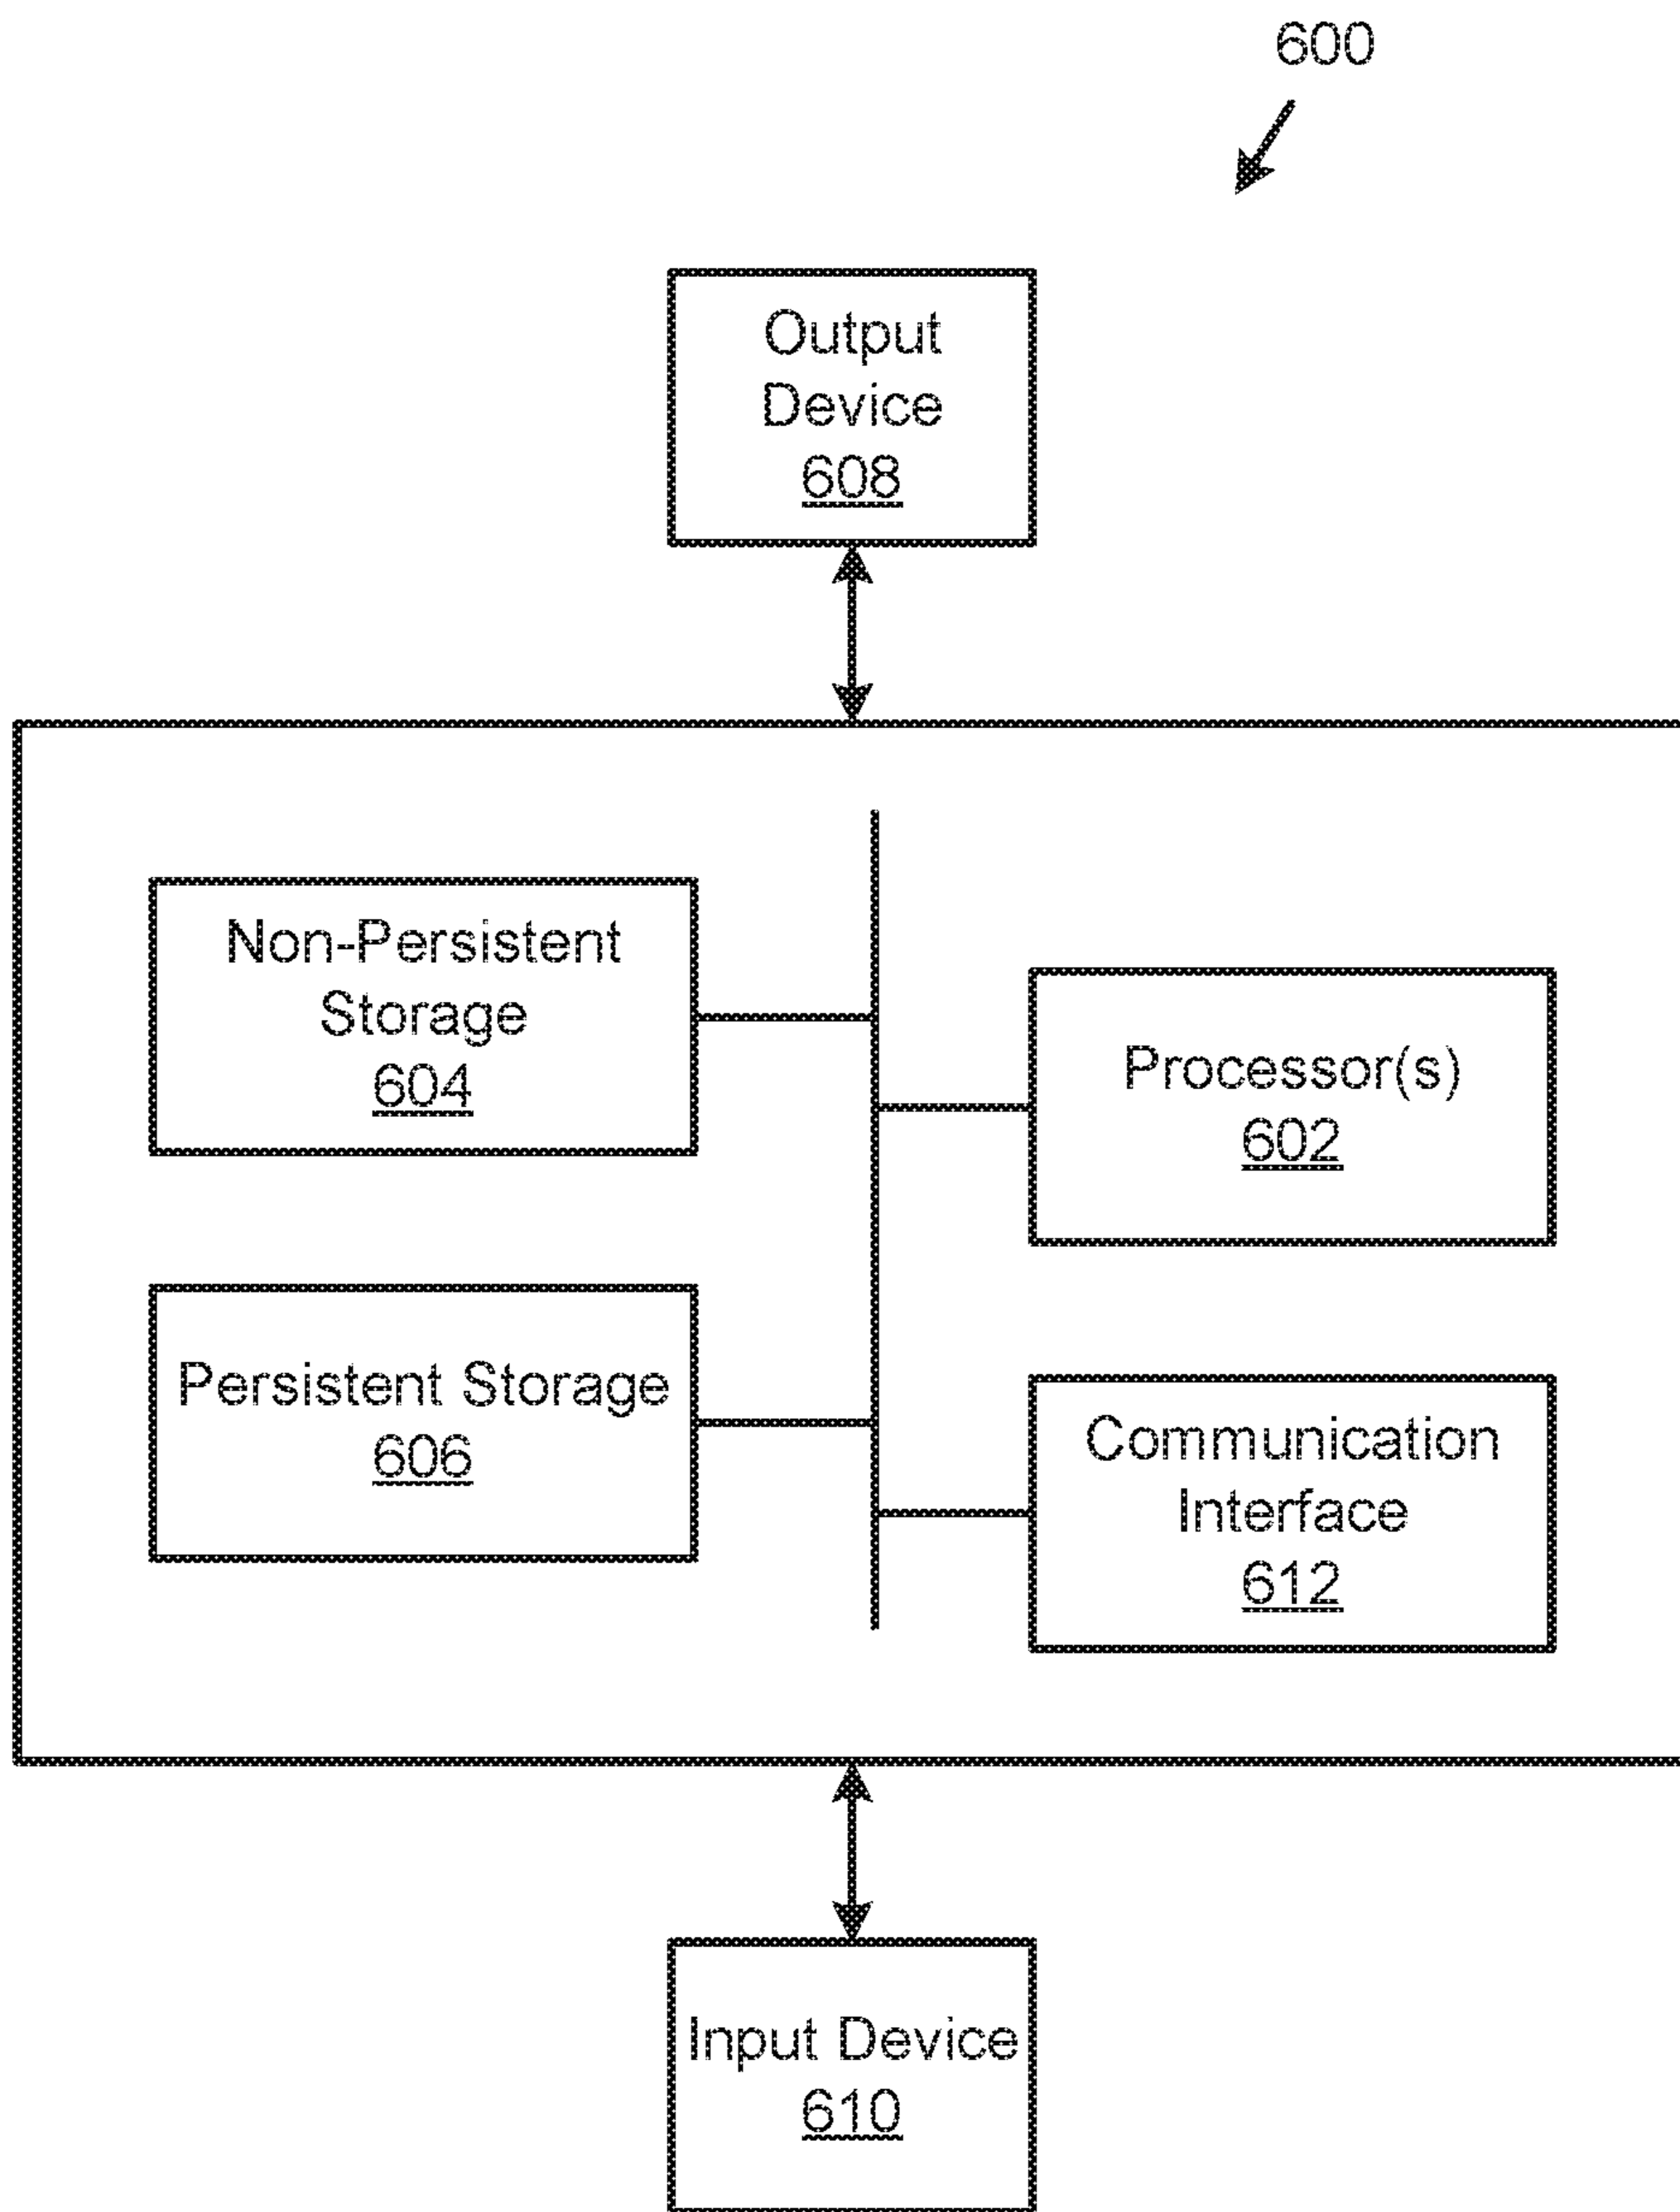 600
Output
Device
608
Non-Persistent
Storage
604
Processor(s)
602
Persistent Storage
606
Communication
Interface
612
Input Device
610